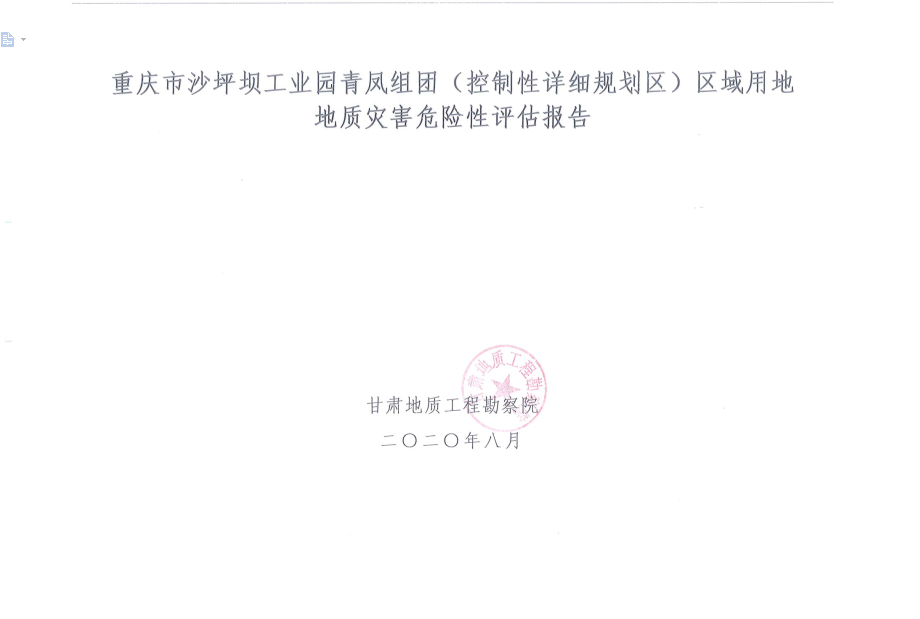 重庆市沙坪坝工业园青凤组团（控制性详细规划区）区域用地
地质灾害危险性评估报告
甘肃地质工程勘察院
二〇二〇年八月